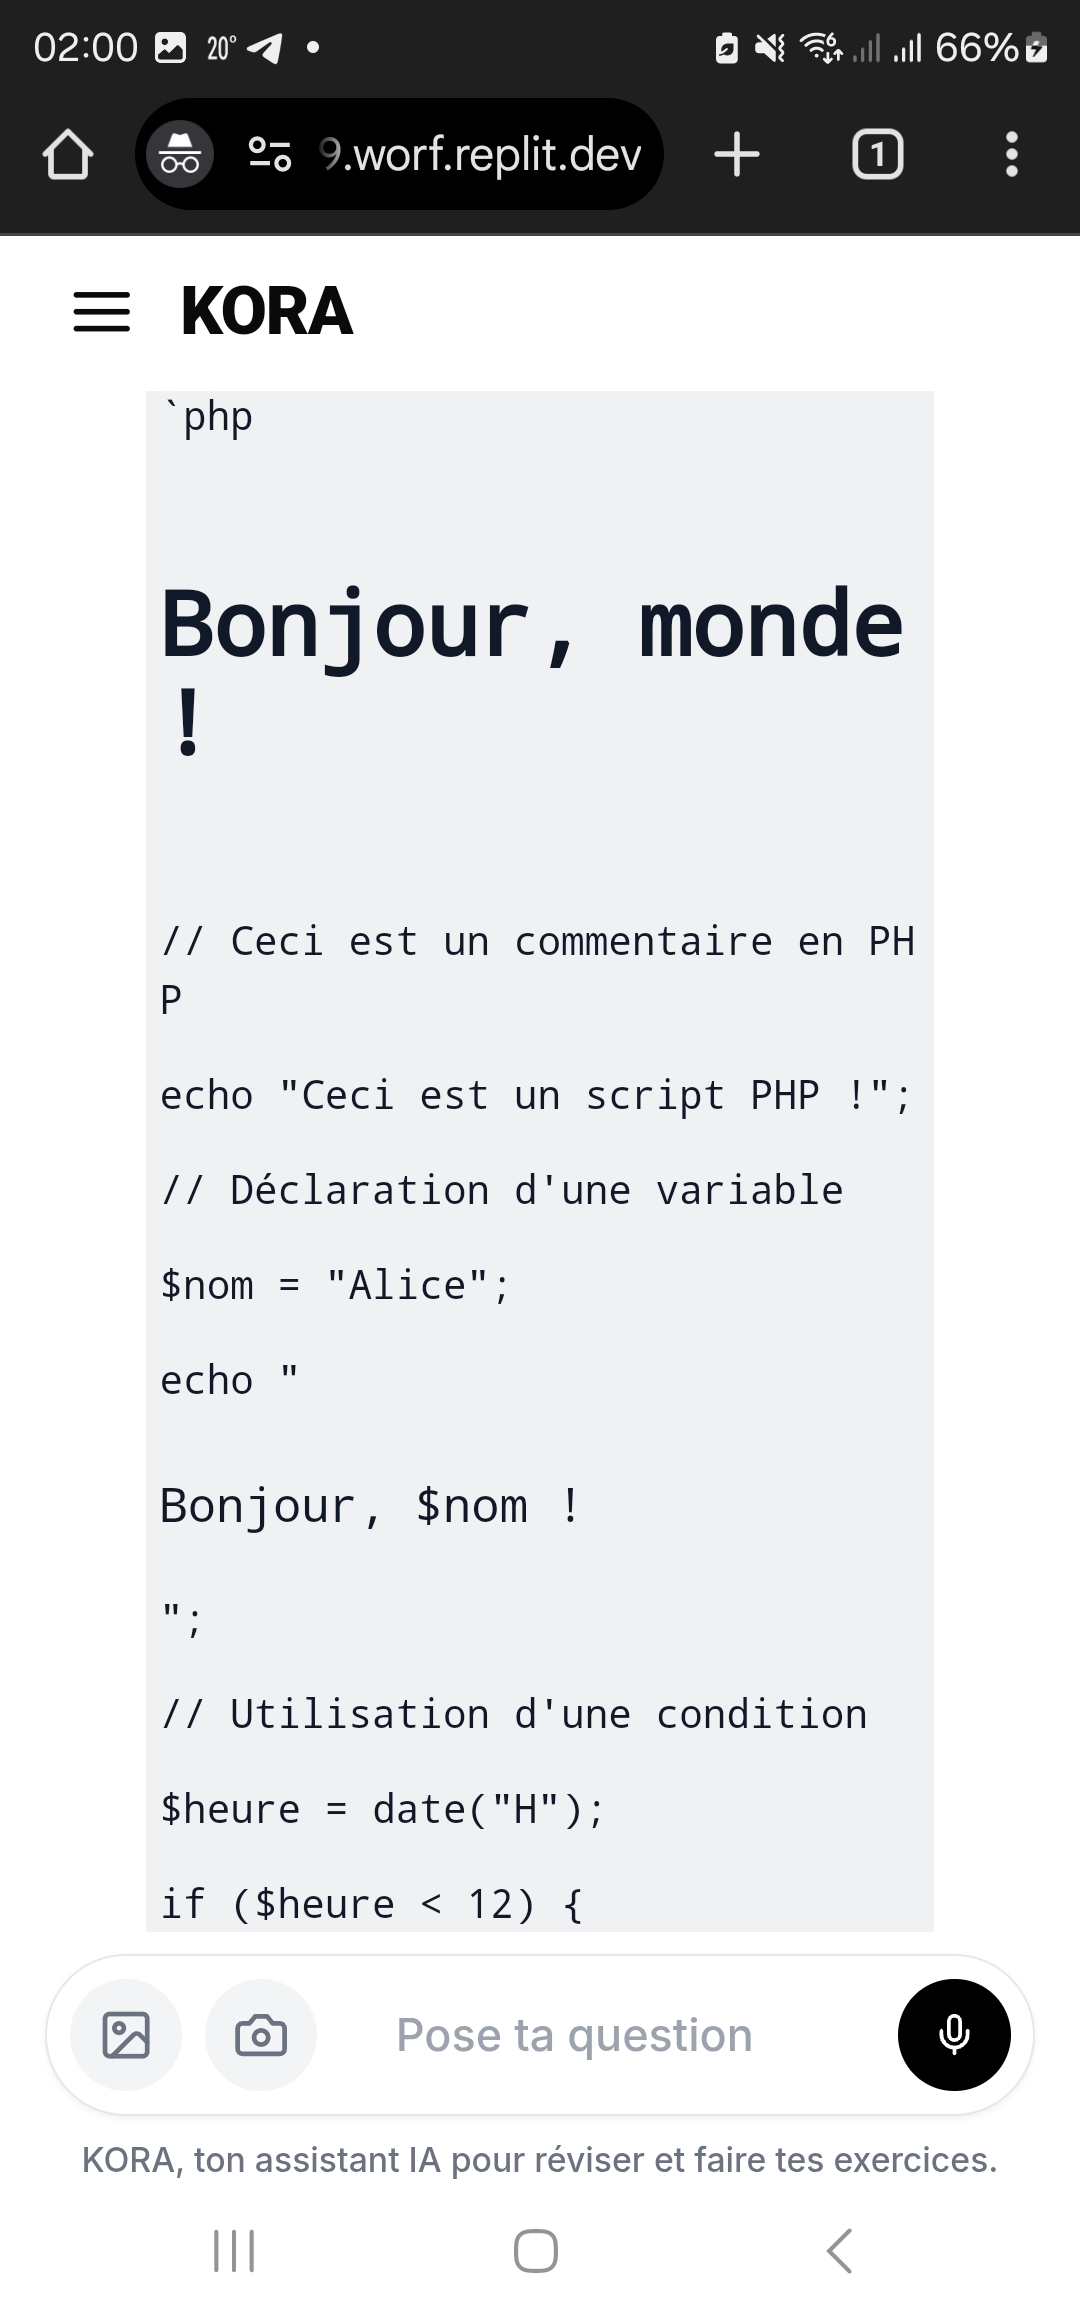 02:00 20° 66%
9.worf.replit.dev 1
KORA
`php
Bonjour, monde
!
// Ceci est un commentaire en PH
P
echo "Ceci est un script PHP !";
// Déclaration d'une variable
$nom = "Alice";
echo "
Bonjour, $nom !
";
// Utilisation d'une condition
$heure = date("H");
if ($heure < 12) {
Pose ta question
KORA, ton assistant IA pour réviser et faire tes exercices.